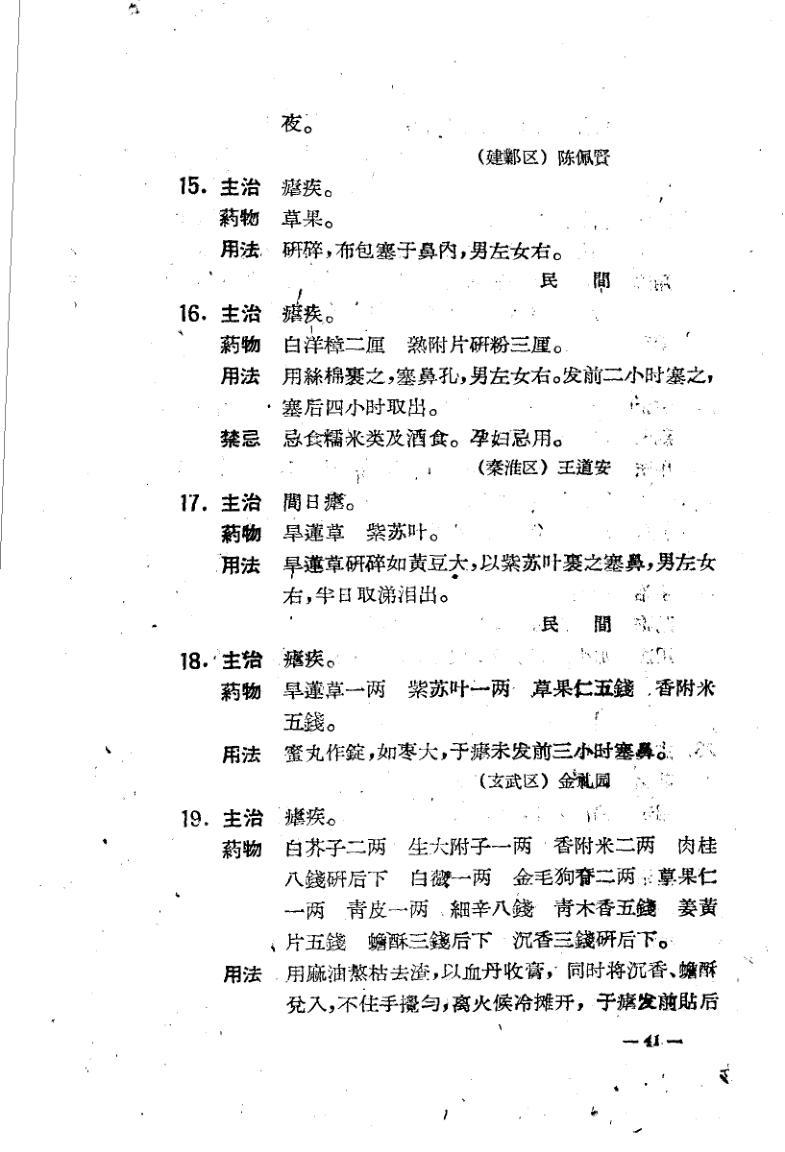 夜。
(建鄴区) 陈佩賢
15. 主治 瘧疾。
葯物 草果。
用法 研碎,布包塞于鼻內,男左女右。
民 間
16. 主治 瘧疾。
葯物 白洋樟二厘 熟附片研粉三厘。
用法 用絲棉裹之,塞鼻孔,男左女右。发前二小时塞之,
塞后四小时取出。
禁忌 忌食糯米类及酒食。孕妇忌用。
(秦淮区) 王道安
17. 主治 間日瘧。
葯物 旱蓮草 紫苏叶。
用法 旱蓮草研碎如黃豆大,以紫苏叶裹之塞鼻,男左女
右,半日取涕泪出。
民 間
18. 主治 瘧疾。
葯物 旱蓮草一两 紫苏叶一两 草果仁五錢 香附米
五錢。
用法 蜜丸作錠,如枣大,于瘧未发前三小时塞鼻。
(玄武区) 金礼园
19. 主治 瘧疾。
葯物 白芥子二两 生大附子一两 香附米二两 肉桂
八錢研后下 白薇一两 金毛狗脊二两 草果仁
一两 青皮一两 細辛八錢 青木香五錢 姜黃
片五錢 蟾酥三錢后下 沉香三錢研后下。
用法 用麻油熬枯去渣,以血丹收膏,同时将沉香、蟾酥
兌入,不住手攪勻,离火候冷摊开,于瘧发前貼后
— 41 —